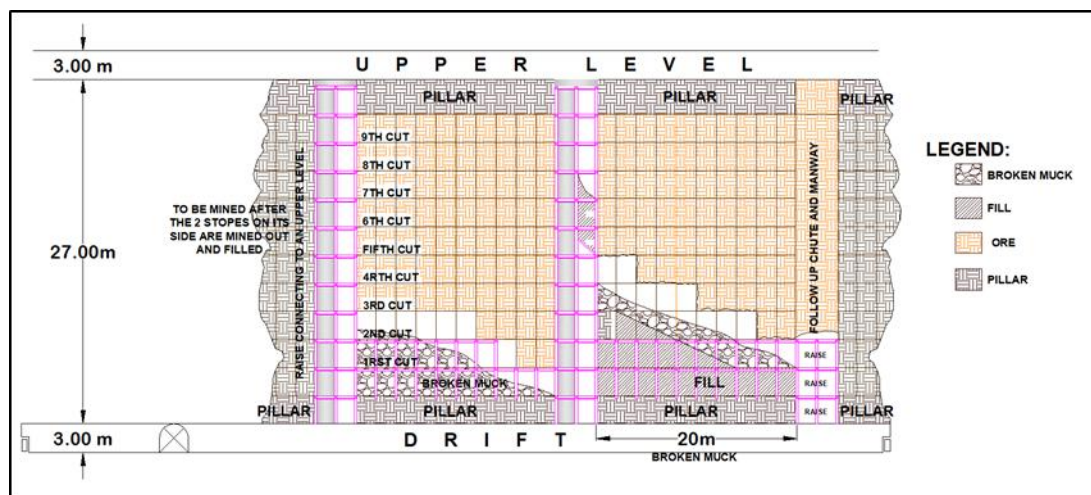 3.00 m
U P P E R L E V E L
PILLAR
PILLAR
PILLAR
9TH CUT
8TH CUT
7TH CUT
6TH CUT
FIFTH CUT
4RTH CUT
3RD CUT
2ND CUT
1RST CUT
27.00m
TO BE MINED AFTER
THE 2 STOPES ON ITS
SIDE ARE MINED OUT
AND FILLED
RAISE CONNECTING TO AN UPPER LEVEL
FOLLOW UP CHUTE AND MANWAY
RAISE
RAISE
RAISE
BROKEN MUCK
FILL
PILLAR
PILLAR
PILLAR
PILLAR
3.00 m
D R I F T
20m
BROKEN MUCK
LEGEND:
BROKEN MUCK
FILL
ORE
PILLAR